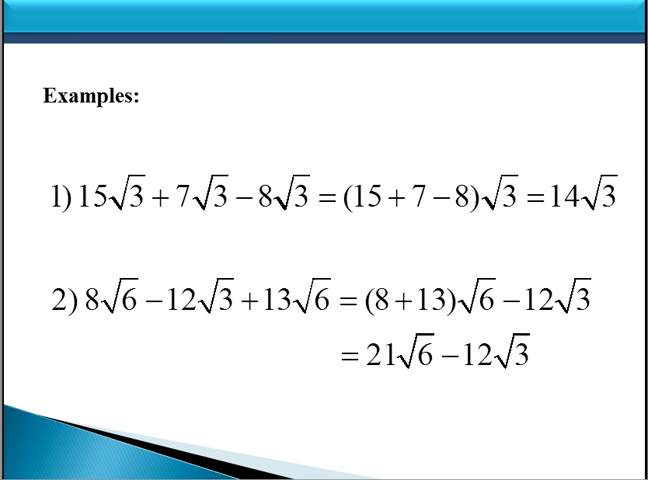 Examples:
1) 15√3 + 7√3 − 8√3 = (15 + 7 − 8)√3 = 14√3
2) 8√6 − 12√3 + 13√6 = (8 + 13)√6 − 12√3
= 21√6 − 12√3